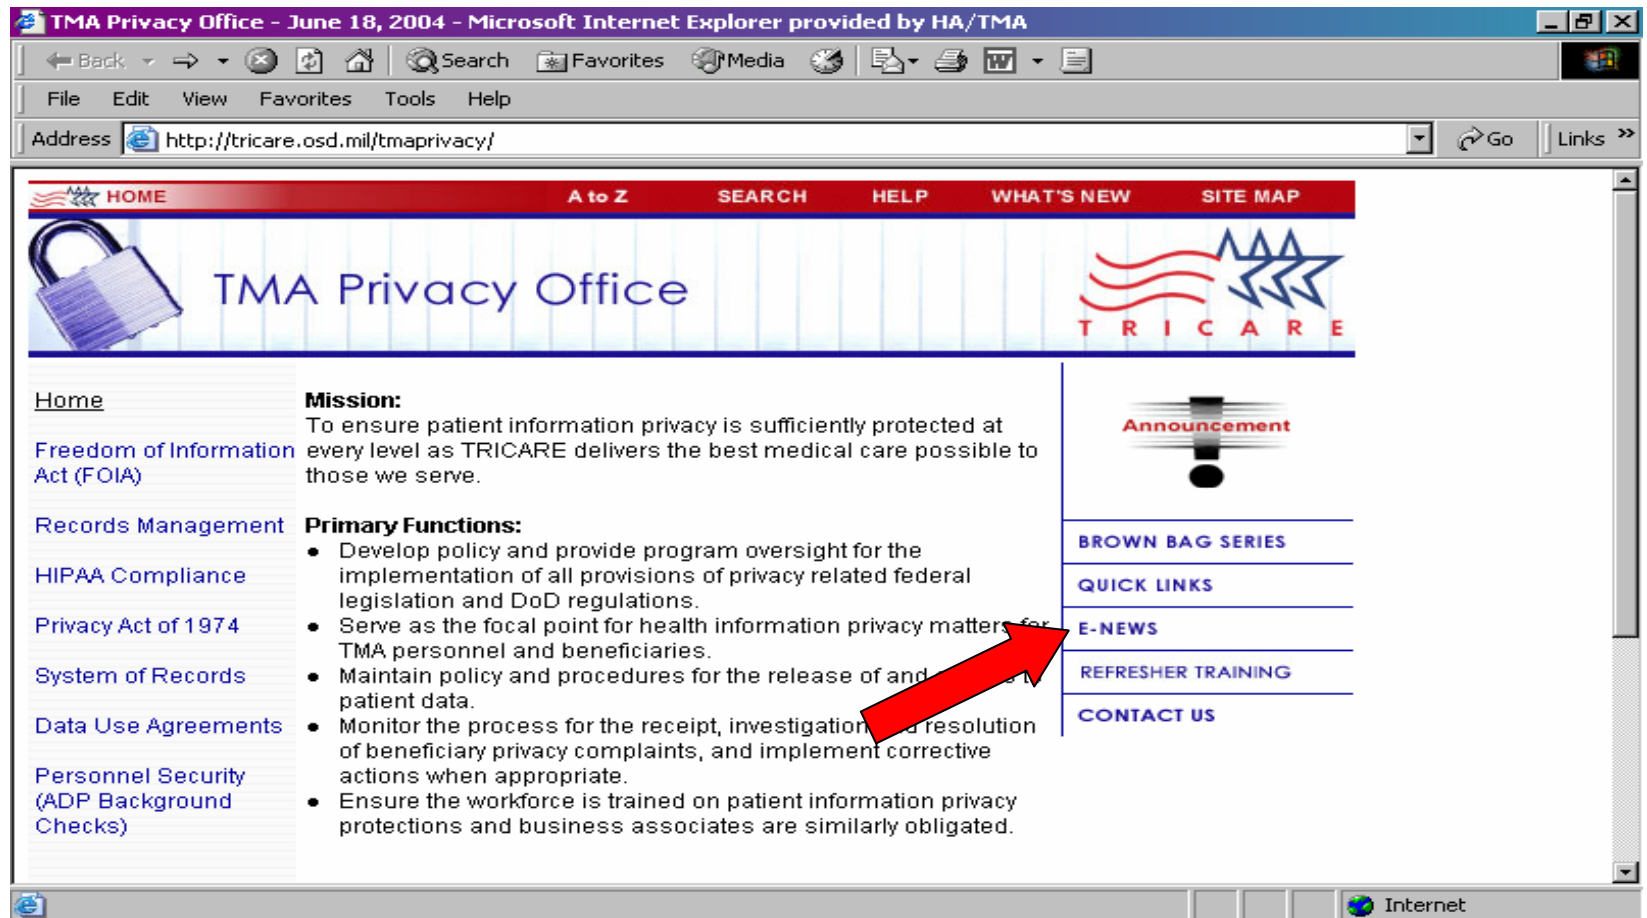 TMA Privacy Office - June 18, 2004 - Microsoft Internet Explorer provided by HA/TMA
Back Search Favorites Media
File Edit View Favorites Tools Help
Address http://tricare.osd.mil/tmaprivacy/ Go Links »
HOME A to Z SEARCH HELP WHAT'S NEW SITE MAP
TMA Privacy Office
TRICARE
Home
Freedom of Information
Act (FOIA)
Records Management
HIPAA Compliance
Privacy Act of 1974
System of Records
Data Use Agreements
Personnel Security
(ADP Background
Checks)
Mission:
To ensure patient information privacy is sufficiently protected at
every level as TRICARE delivers the best medical care possible to
those we serve.
Primary Functions:
• Develop policy and provide program oversight for the
implementation of all provisions of privacy related federal
legislation and DoD regulations.
• Serve as the focal point for health information privacy matters for
TMA personnel and beneficiaries.
• Maintain policy and procedures for the release of and to
patient data.
• Monitor the process for the receipt, investigation resolution
of beneficiary privacy complaints, and implement corrective
actions when appropriate.
• Ensure the workforce is trained on patient information privacy
protections and business associates are similarly obligated.
Announcement
BROWN BAG SERIES
QUICK LINKS
E-NEWS
REFRESHER TRAINING
CONTACT US
Internet